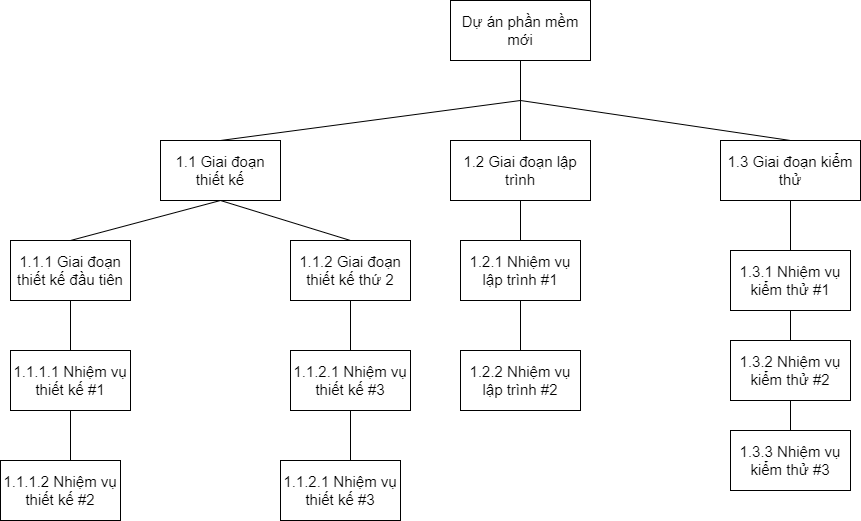 Dự án phần mềm
mới
1.1 Giai đoạn
thiết kế
1.2 Giai đoạn lập
trình
1.3 Giai đoạn kiểm
thử
1.1.1 Giai đoạn
thiết kế đầu tiên
1.1.2 Giai đoạn
thiết kế thứ 2
1.2.1 Nhiệm vụ
lập trình #1
1.3.1 Nhiệm vụ
kiểm thử #1
1.1.1.1 Nhiệm vụ
thiết kế #1
1.1.2.1 Nhiệm vụ
thiết kế #3
1.2.2 Nhiệm vụ
lập trình #2
1.3.2 Nhiệm vụ
kiểm thử #2
1.1.1.2 Nhiệm vụ
thiết kế #2
1.1.2.1 Nhiệm vụ
thiết kế #3
1.3.3 Nhiệm vụ
kiểm thử #3